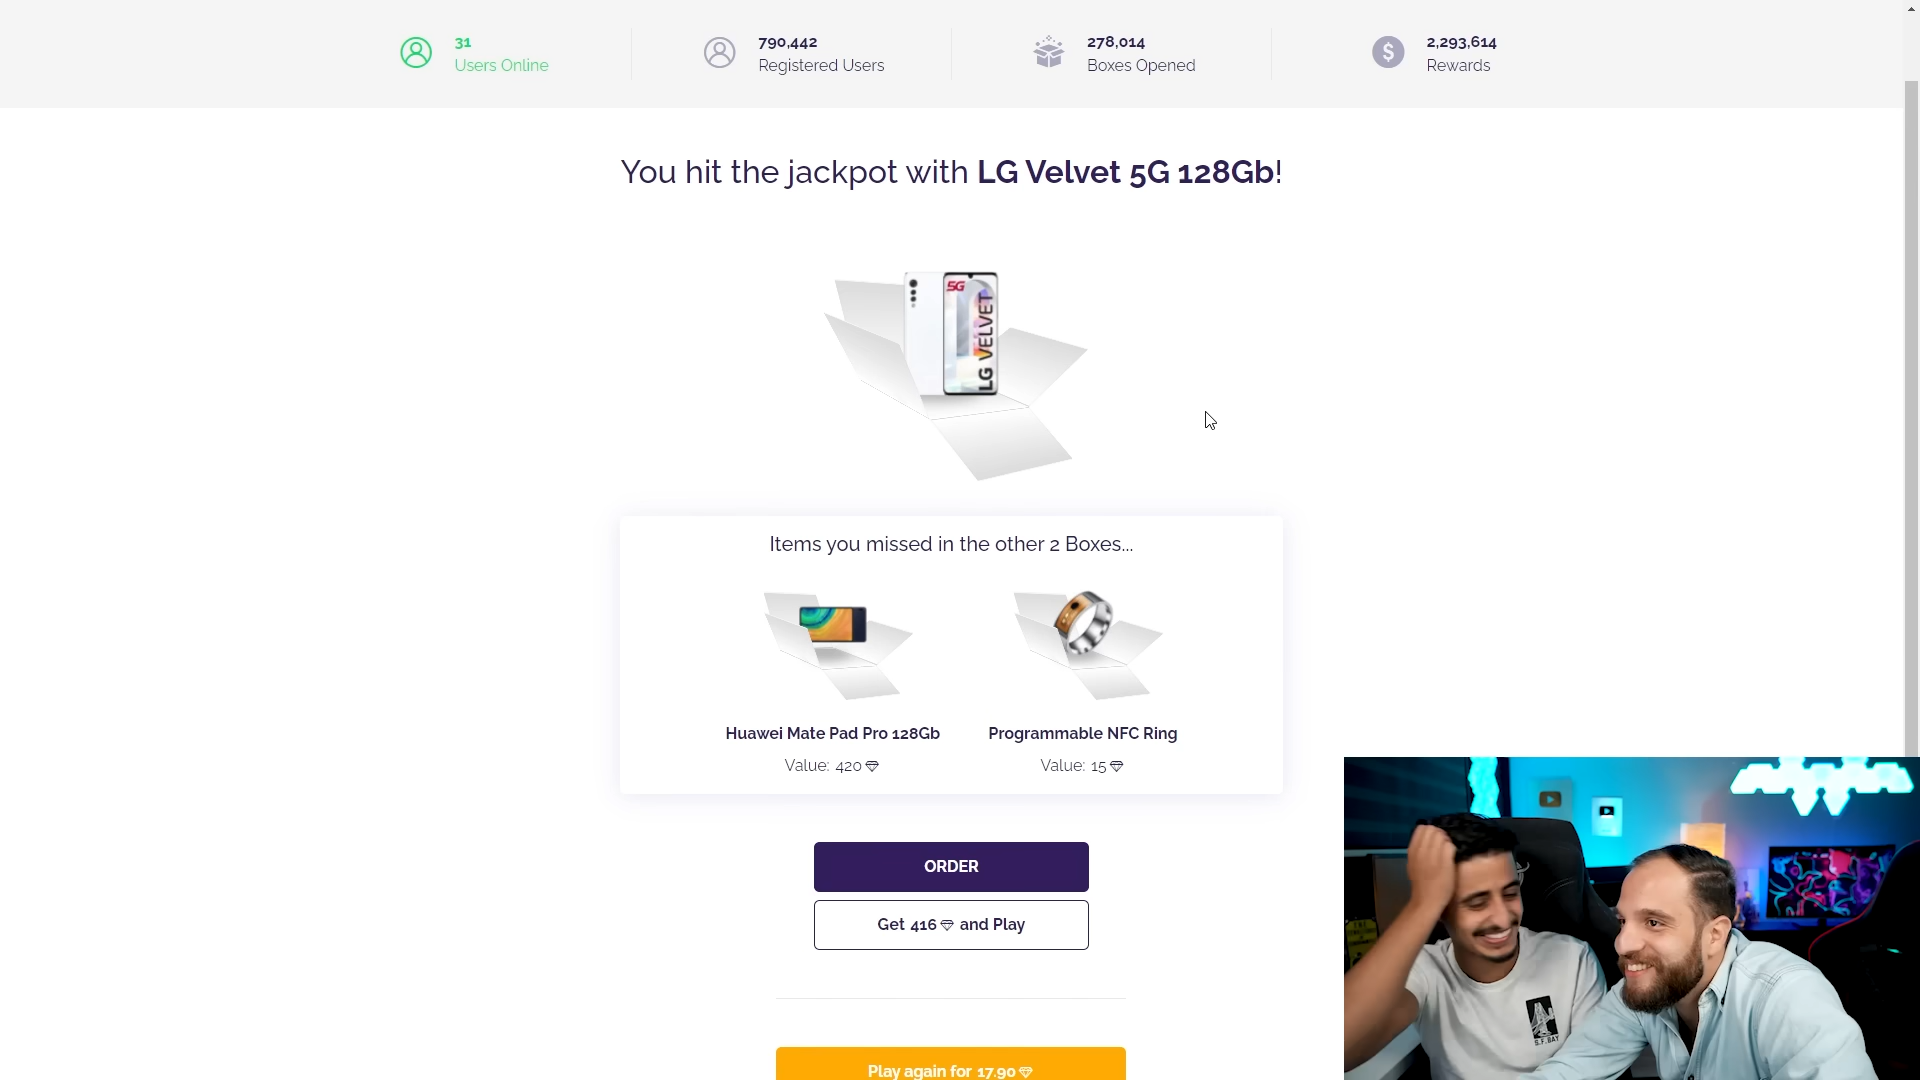 31
Users Online
790,442
Registered Users
278,014
Boxes Opened
2,293,614
Rewards
You hit the jackpot with LG Velvet 5G 128Gb!
5G
LG VELVET
Items you missed in the other 2 Boxes...
Huawei Mate Pad Pro 128Gb
Value: 420
Programmable NFC Ring
Value: 15
ORDER
Get 416 and Play
Play again for 17.90
S.F.BAY